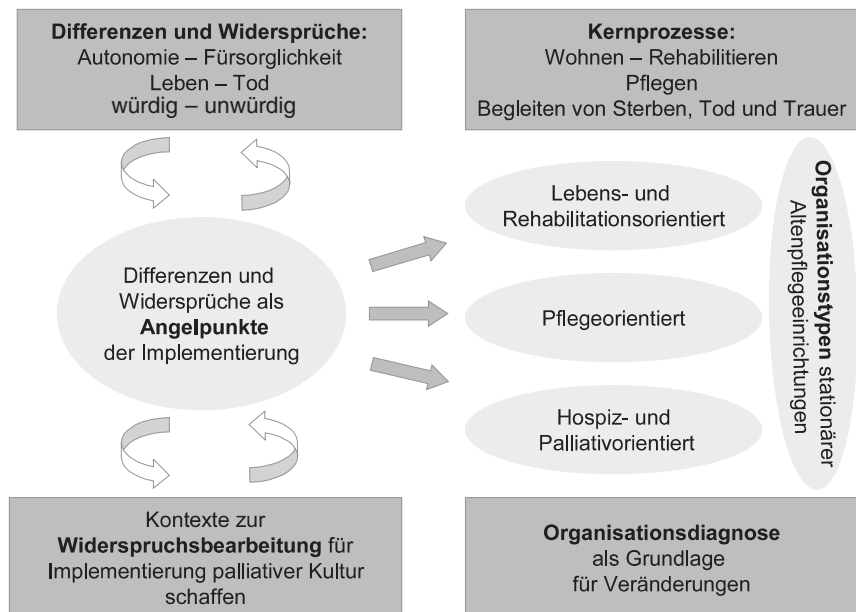 Differenzen und Widersprüche:
Autonomie – Fürsorglichkeit
Leben – Tod
würdig – unwürdig
Kernprozesse:
Wohnen – Rehabilitieren
Pflegen
Begleiten von Sterben, Tod und Trauer
Differenzen und
Widersprüche als
Angelpunkte
der Implementierung
Lebens- und
Rehabilitationsorientiert
Pflegeorientiert
Hospiz- und
Palliativorientiert
Organisationstypen stationärer
Altenpflegeeinrichtungen
Kontexte zur
Widerspruchsbearbeitung für
Implementierung palliativer Kultur
schaffen
Organisationsdiagnose
als Grundlage
für Veränderungen